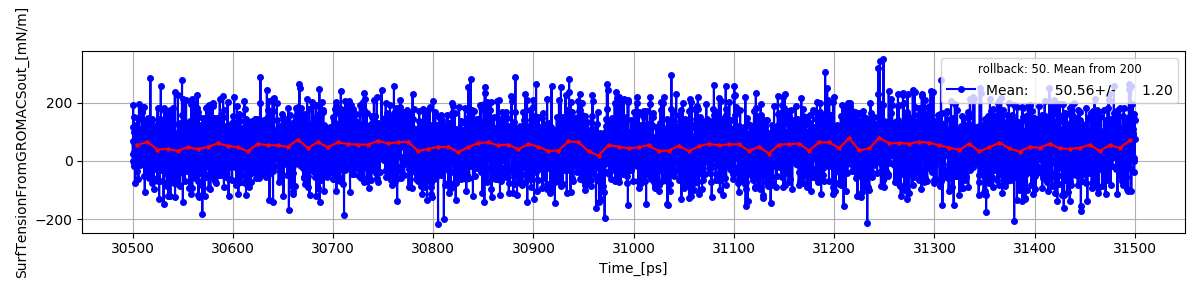 SurfTensionFromGROMACSout_[mN/m]
200
0
−200
rollback: 50. Mean from 200
Mean: 50.56+/- 1.20
30500 30600 30700 30800 30900 31000 31100 31200 31300 31400 31500
Time_[ps]